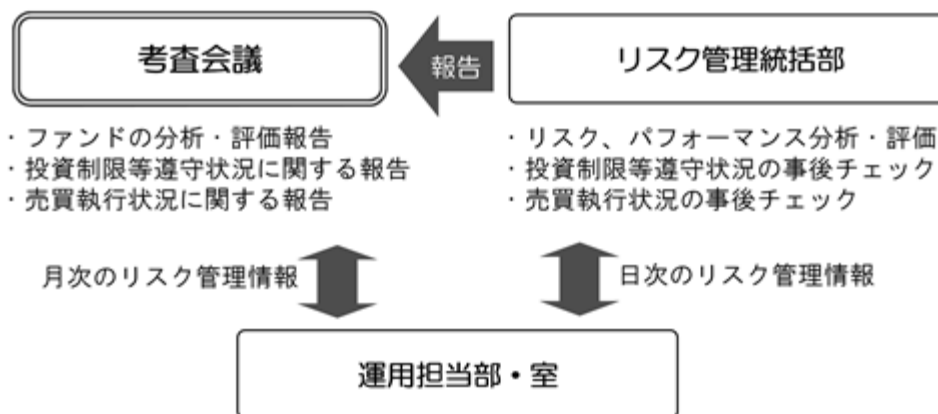 考査会議
報告
リスク管理統括部
・ファンドの分析・評価報告
・投資制限等遵守状況に関する報告
・売買執行状況に関する報告
・リスク、パフォーマンス分析・評価
・投資制限等遵守状況の事後チェック
・売買執行状況の事後チェック
月次のリスク管理情報
日次のリスク管理情報
運用担当部・室